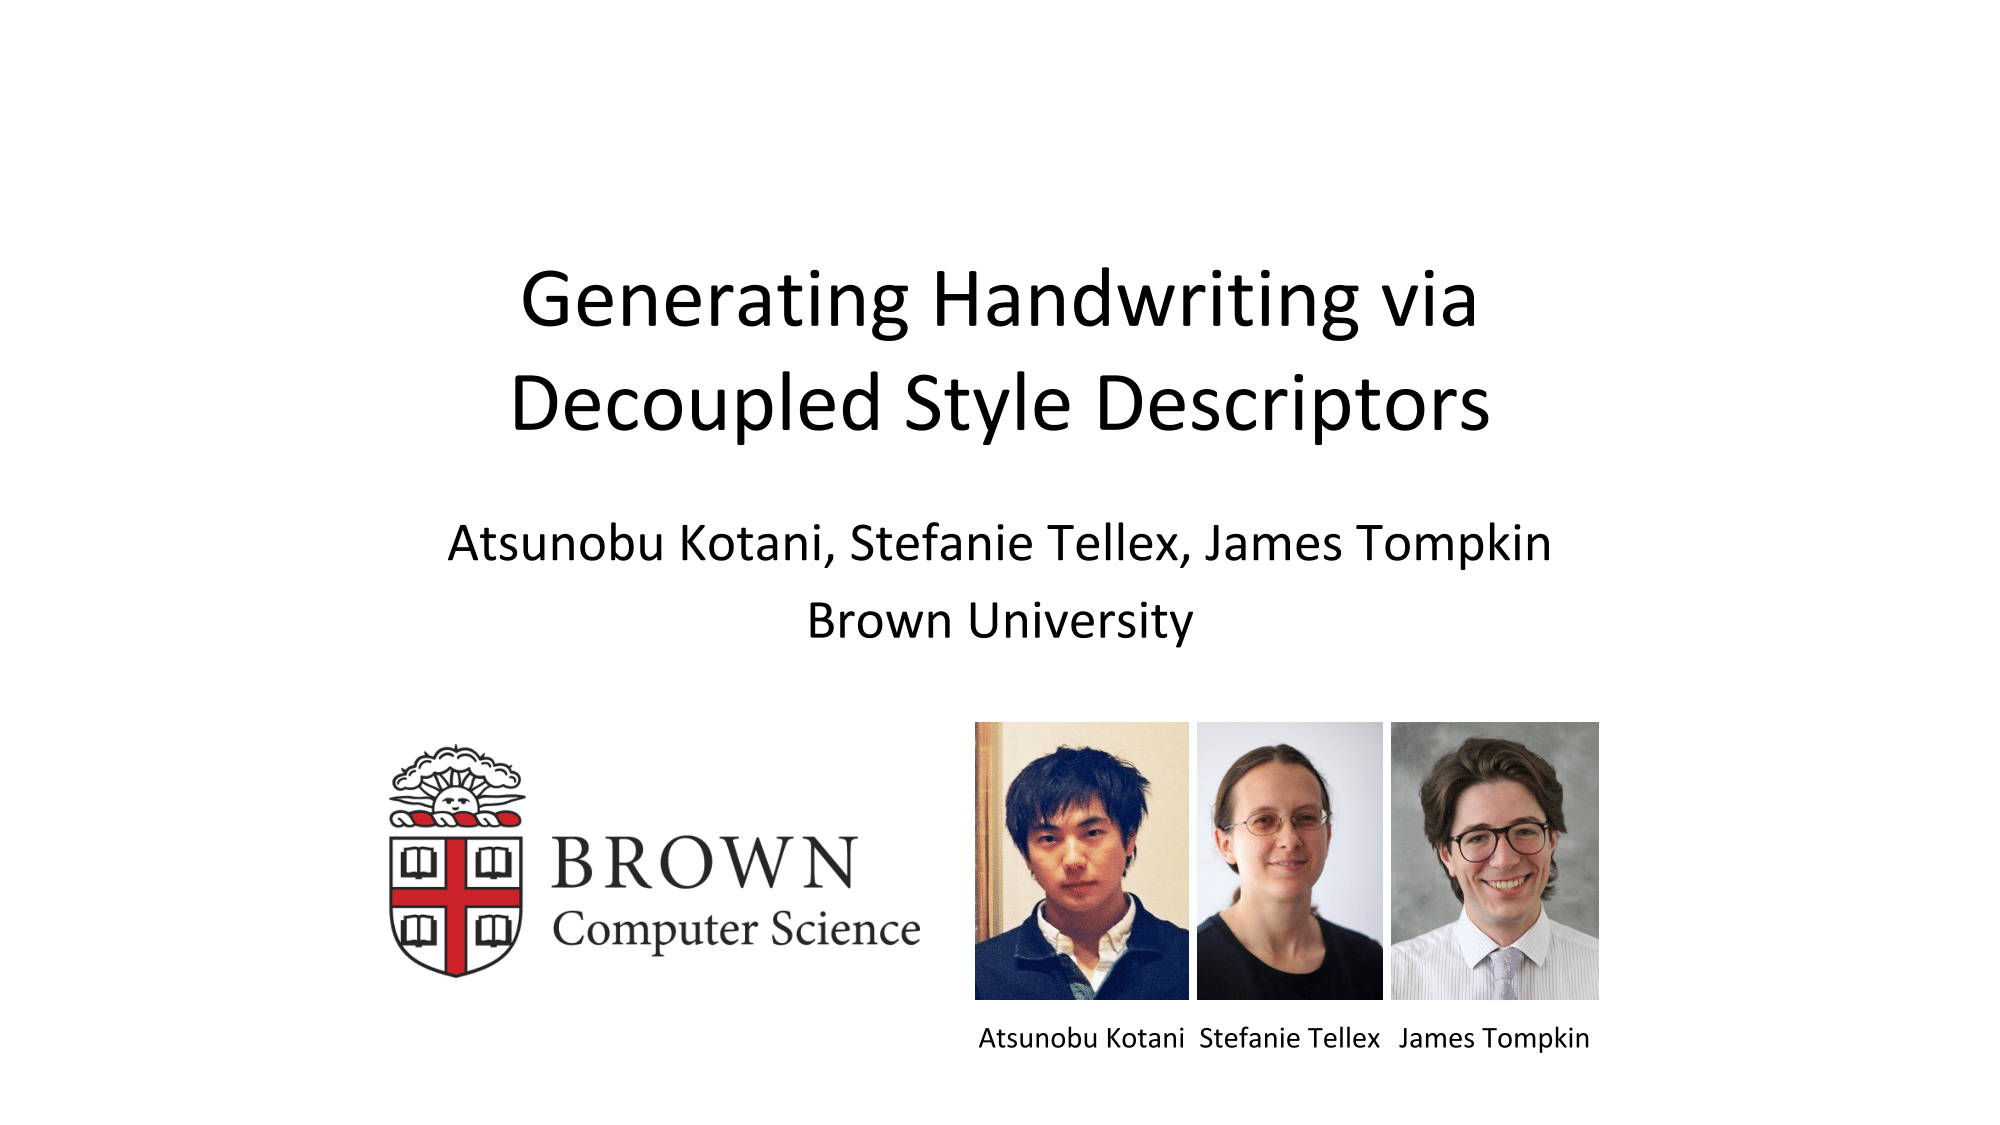 Generating Handwriting via
Decoupled Style Descriptors
Atsunobu Kotani, Stefanie Tellex, James Tompkin
Brown University
BROWN
Computer Science
Atsunobu Kotani
Stefanie Tellex
James Tompkin